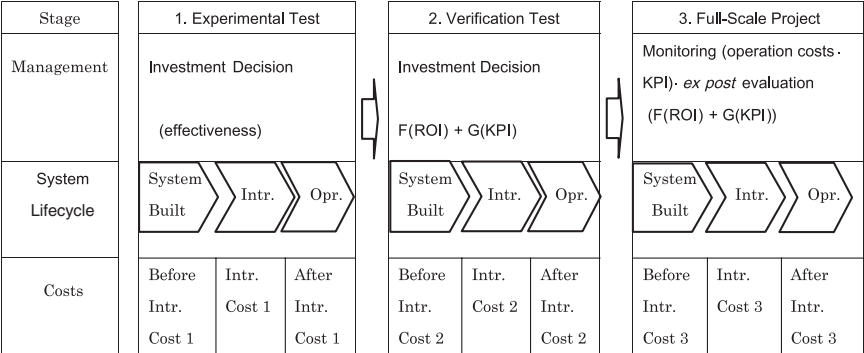 Stage
1. Experimental Test
2. Verification Test
3. Full-Scale Project
Management
Investment Decision
(effectiveness)
Investment Decision
F(ROI) + G(KPI)
Monitoring (operation costs·
KPI)· ex post evaluation
(F(ROI) + G(KPI))
System
Lifecycle
System
Built
Intr.
Opr.
System
Built
Intr.
Opr.
System
Built
Intr.
Opr.
Costs
Before
Intr.
Cost 1
Intr.
Cost 1
After
Intr.
Cost 1
Before
Intr.
Cost 2
Intr.
Cost 2
After
Intr.
Cost 2
Before
Intr.
Cost 3
Intr.
Cost 3
After
Intr.
Cost 3